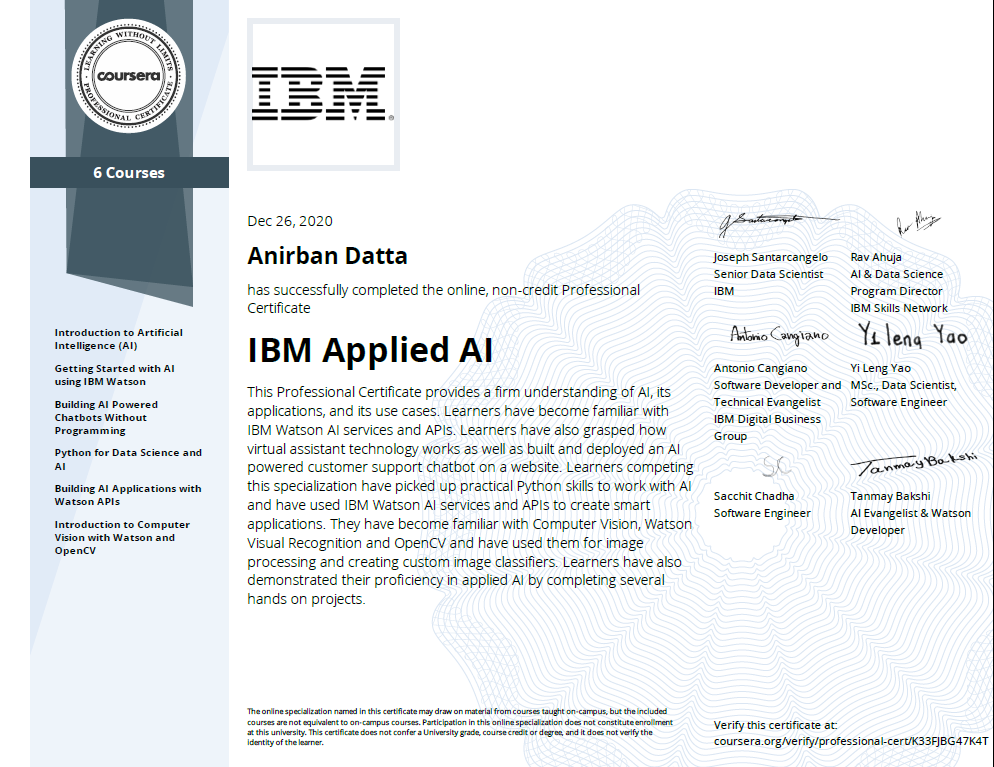 LEARNING WITHOUT LIMITS
coursera
PROFESSIONAL CERTIFICATE
6 Courses
Introduction to Artificial
Intelligence (AI)
Getting Started with AI
using IBM Watson
Building AI Powered
Chatbots Without
Programming
Python for Data Science and
AI
Building AI Applications with
Watson APIs
Introduction to Computer
Vision with Watson and
OpenCV
IBM®
Dec 26, 2020
Anirban Datta
has successfully completed the online, non-credit Professional
Certificate
IBM Applied AI
This Professional Certificate provides a firm understanding of AI, its
applications, and its use cases. Learners have become familiar with
IBM Watson AI services and APIs. Learners have also grasped how
virtual assistant technology works as well as built and deployed an AI
powered customer support chatbot on a website. Learners competing
this specialization have picked up practical Python skills to work with AI
and have used IBM Watson AI services and APIs to create smart
applications. They have become familiar with Computer Vision, Watson
Visual Recognition and OpenCV and have used them for image
processing and creating custom image classifiers. Learners have also
demonstrated their proficiency in applied AI by completing several
hands on projects.
The online specialization named in this certificate may draw on material from courses taught on-campus, but the included
courses are not equivalent to on-campus courses. Participation in this online specialization does not constitute enrollment
at this university. This certificate does not confer a University grade, course credit or degree, and it does not verify the
identity of the learner.
J Santarcangelo
Joseph Santarcangelo
Senior Data Scientist
IBM
Rav Ahuja
Rav Ahuja
AI & Data Science
Program Director
IBM Skills Network
Antonio Cangiano
Antonio Cangiano
Software Developer and
Technical Evangelist
IBM Digital Business
Group
Yi leng Yao
Yi Leng Yao
MSc., Data Scientist,
Software Engineer
SC
Sacchit Chadha
Software Engineer
Tanmay Bakshi
Tanmay Bakshi
AI Evangelist & Watson
Developer
Verify this certificate at:
coursera.org/verify/professional-cert/K33FJBG47K4T